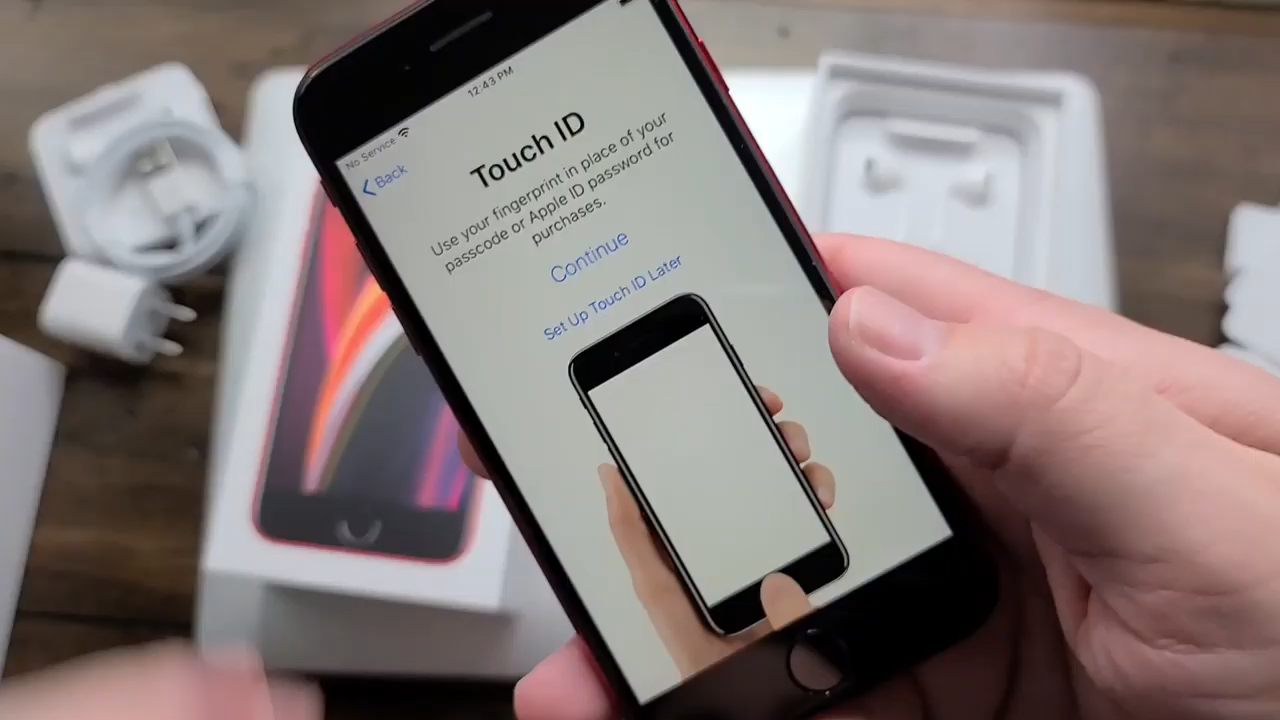 No Service
12:43 PM
Back
Touch ID
Use your fingerprint in place of your
passcode or Apple ID password for
purchases.
Continue
Set Up Touch ID Later